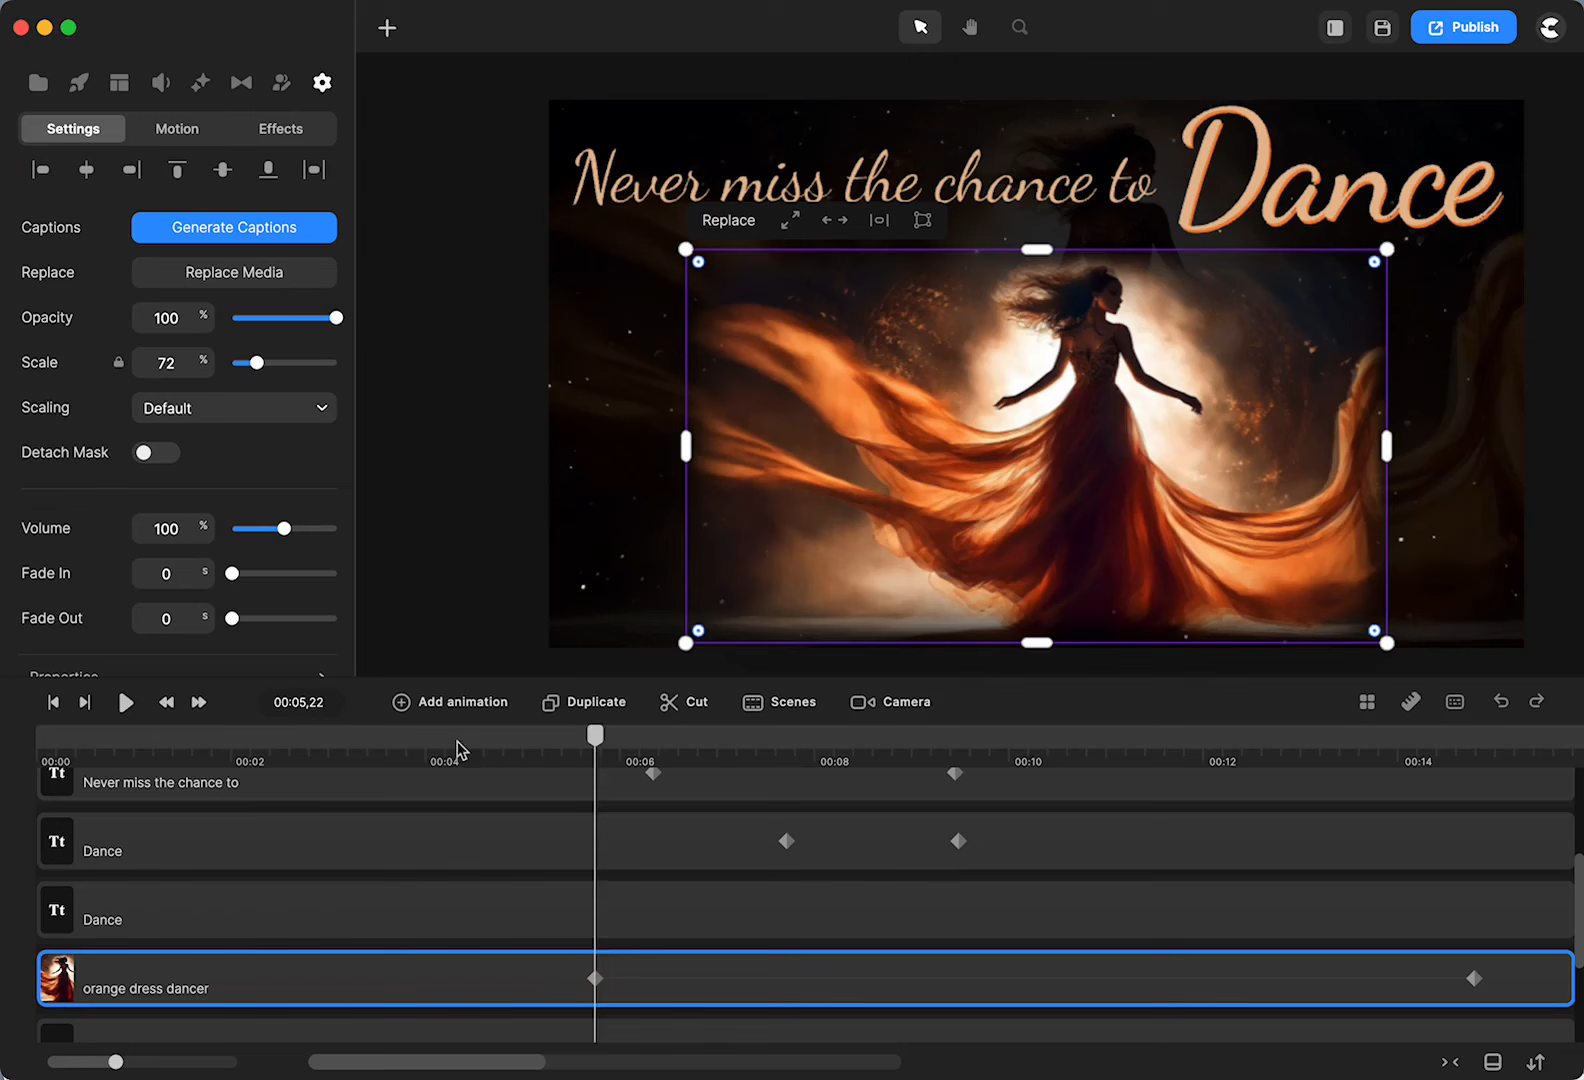 Publish
Settings
Motion
Effects
Captions
Generate Captions
Replace
Replace Media
Opacity
100 %
Scale
72 %
Scaling
Default
Detach Mask
Volume
100 %
Fade In
0 s
Fade Out
0 s
Properties
Never miss the chance to Dance
Replace
00:05,22
Add animation
Duplicate
Cut
Scenes
Camera
00:00
00:02
00:04
00:06
00:08
00:10
00:12
00:14
Tt
Never miss the chance to
Tt
Dance
Tt
Dance
orange dress dancer